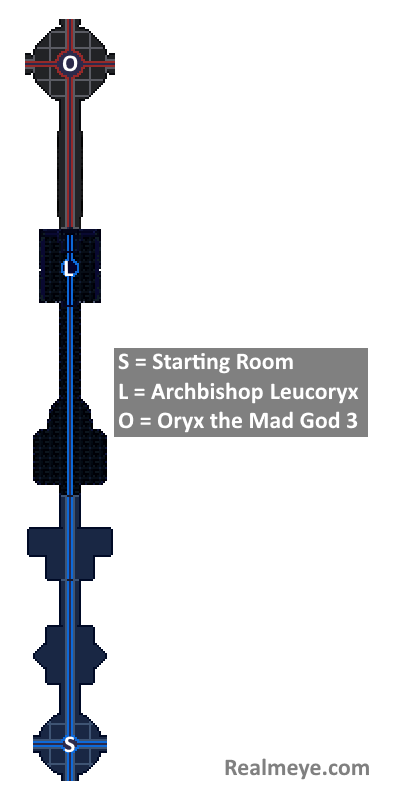 O
L
S = Starting Room
L = Archbishop Leucoryx
O = Oryx the Mad God 3
S
Realmeye.com